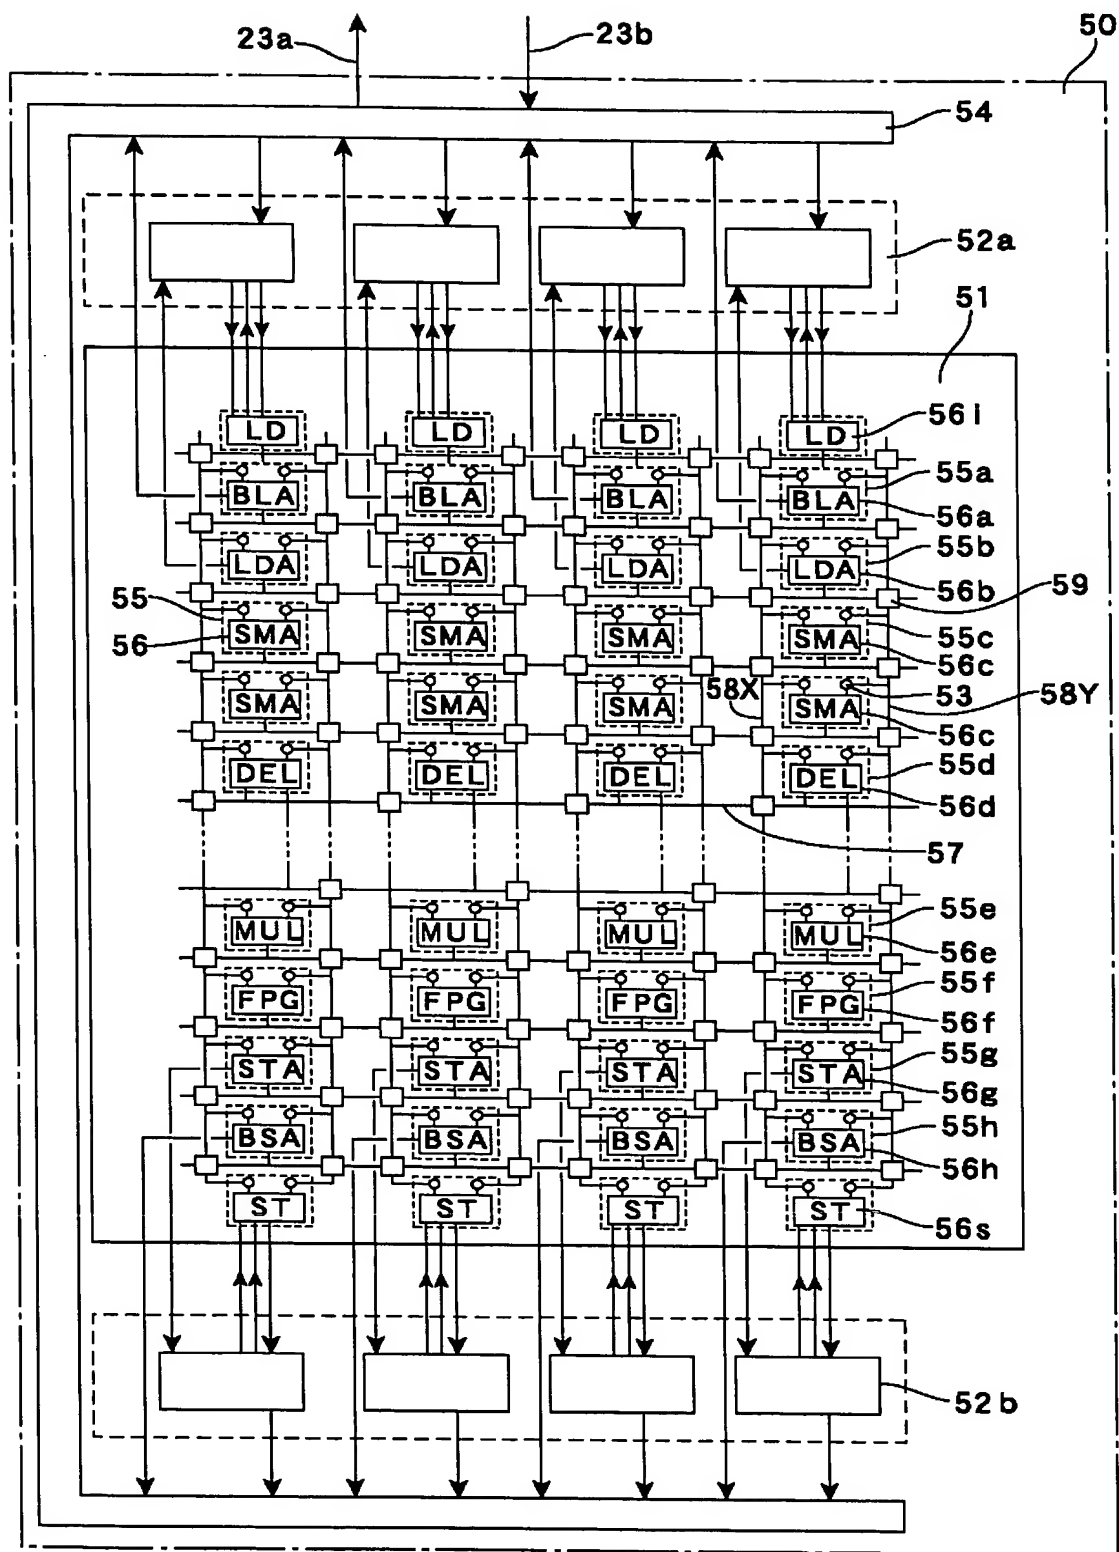 23a 23b 50
54
52a
51
LD LD LD LD 56i
55a
BLA BLA BLA BLA 56a
55b
LDA LDA LDA LDA 56b 59
55 55c
56 SMA SMA SMA SMA 56c
58X 53 58Y
SMA SMA SMA SMA 56c
55d
DEL DEL DEL DEL 56d
57
55e
MUL MUL MUL MUL 56e
55f
FPG FPG FPG FPG 56f
55g
STA STA STA STA 56g
55h
BSA BSA BSA BSA 56h
ST ST ST ST 56s
52b